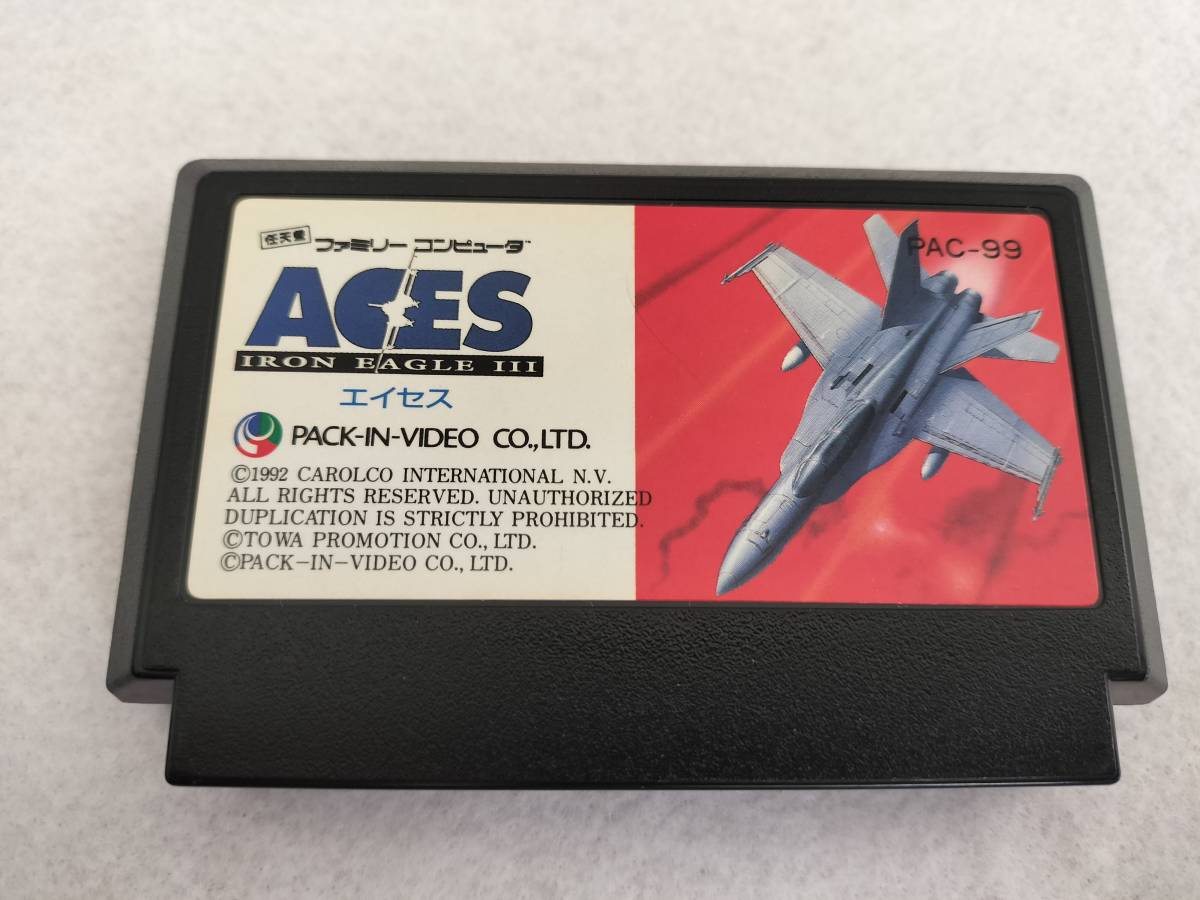 任天堂 ファミリー コンピュータ™
PAC-99
ACES
IRON EAGLE III
エイセス
PACK-IN-VIDEO CO.,LTD.
©1992 CAROLCO INTERNATIONAL N.V.
ALL RIGHTS RESERVED. UNAUTHORIZED
DUPLICATION IS STRICTLY PROHIBITED.
©TOWA PROMOTION CO., LTD.
©PACK-IN-VIDEO CO., LTD.